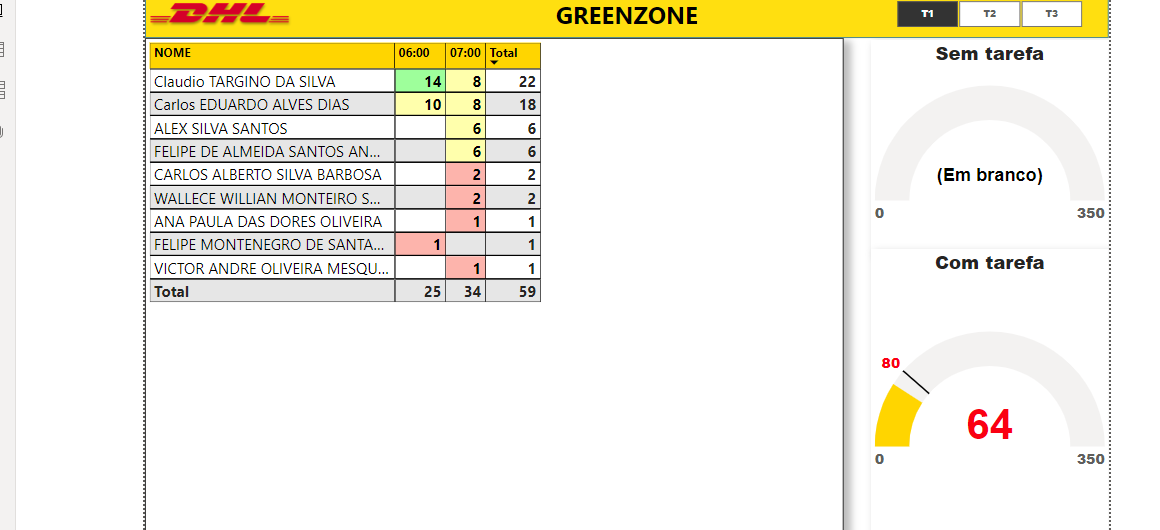 DHL
GREENZONE
T1 T2 T3
NOME 06:00 07:00 Total
Claudio TARGINO DA SILVA 14 8 22
Carlos EDUARDO ALVES DIAS 10 8 18
ALEX SILVA SANTOS 6 6
FELIPE DE ALMEIDA SANTOS AN... 6 6
CARLOS ALBERTO SILVA BARBOSA 2 2
WALLECE WILLIAN MONTEIRO S... 2 2
ANA PAULA DAS DORES OLIVEIRA 1 1
FELIPE MONTENEGRO DE SANTA... 1 1
VICTOR ANDRE OLIVEIRA MESQU... 1 1
Total 25 34 59
Sem tarefa
(Em branco)
0 350
Com tarefa
80
64
0 350